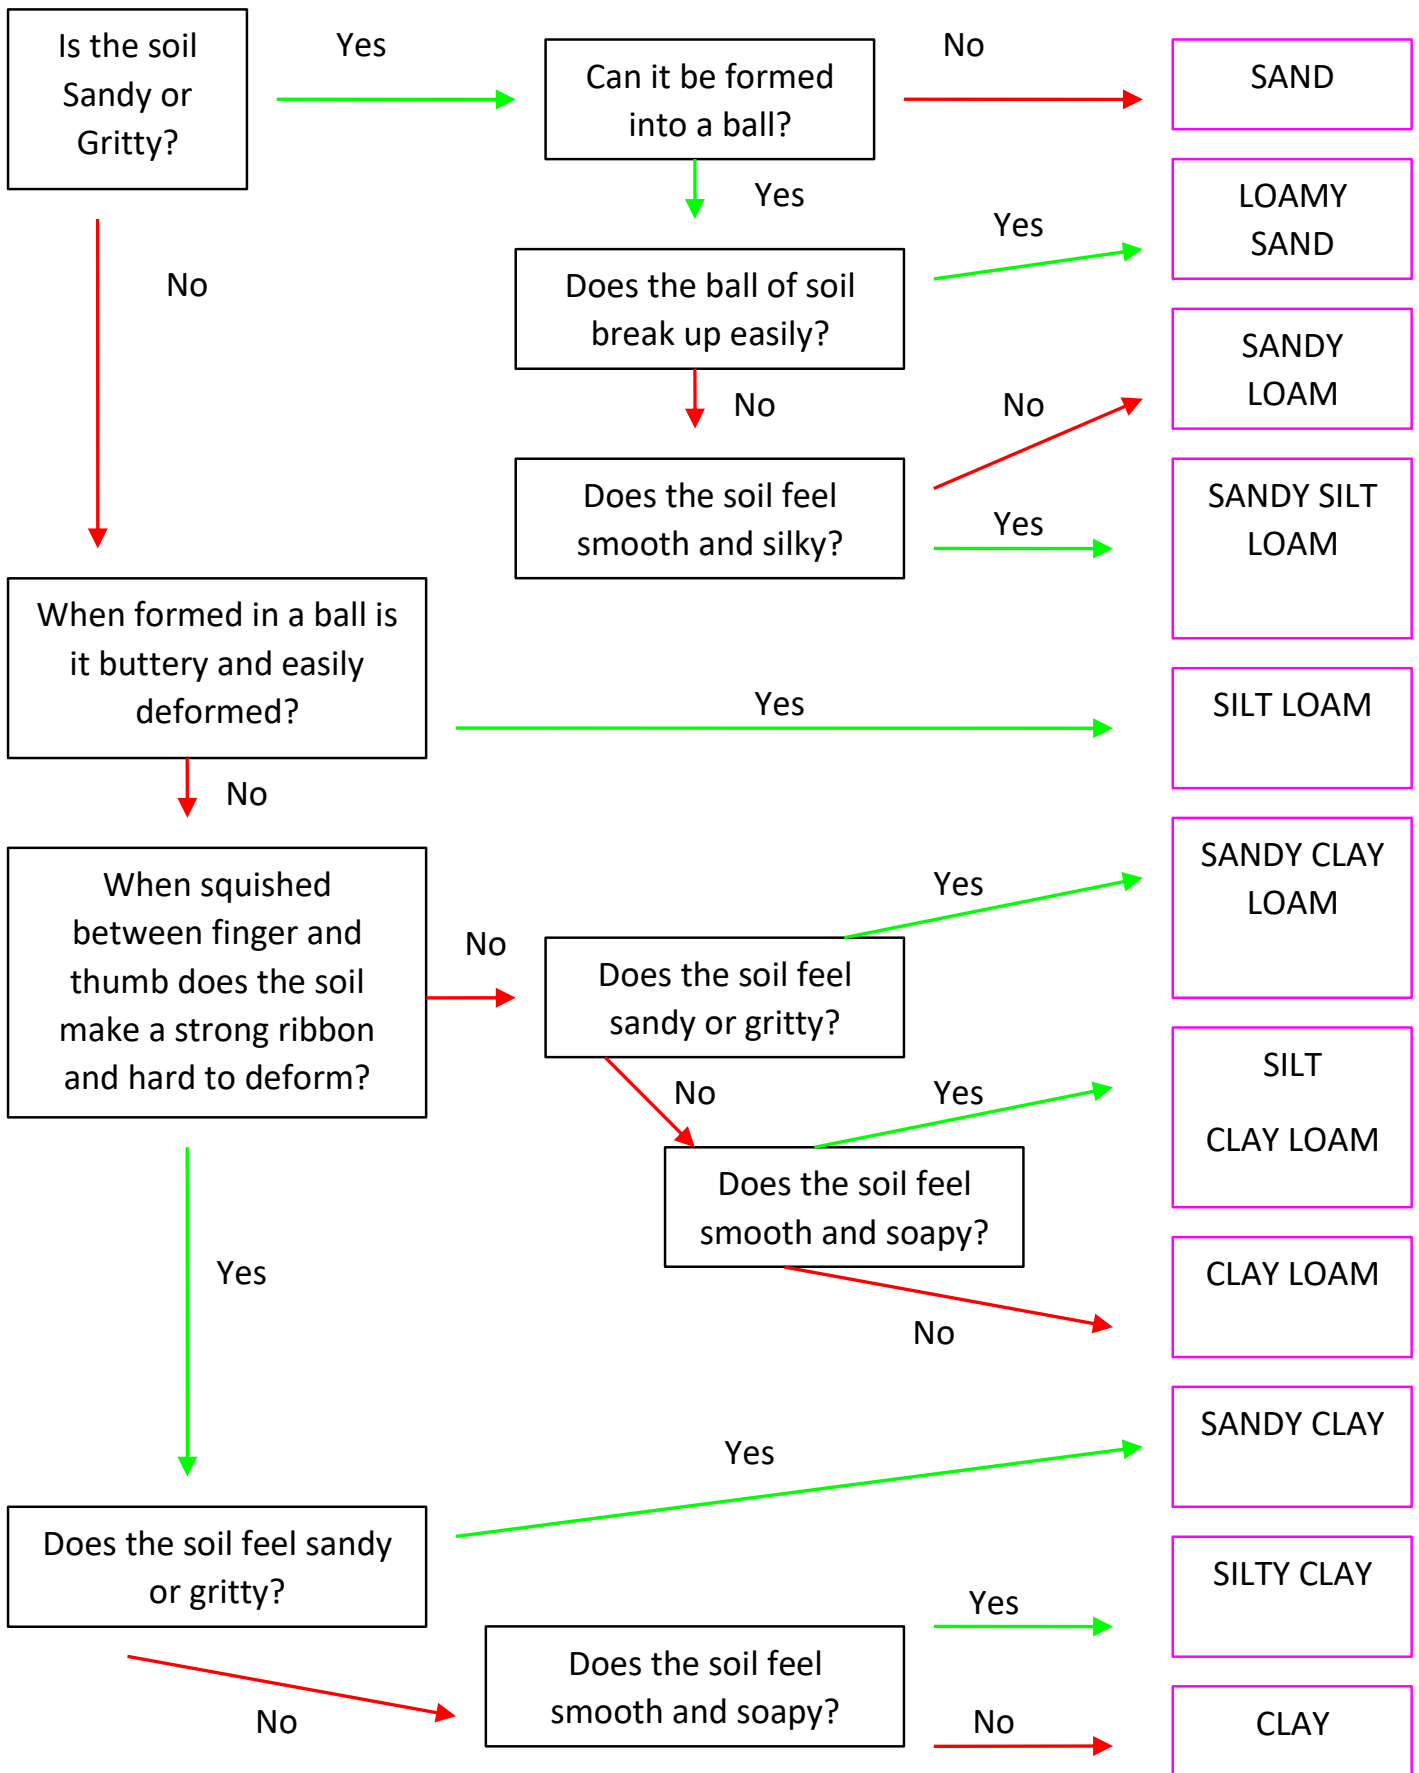 Is the soil
Sandy or
Gritty?
Yes
Can it be formed
into a ball?
No
SAND
Yes
LOAMY
SAND
Yes
No
Does the ball of soil
break up easily?
SANDY
LOAM
No
No
Does the soil feel
smooth and silky?
Yes
SANDY SILT
LOAM
When formed in a ball is
it buttery and easily
deformed?
Yes
SILT LOAM
No
When squished
between finger and
thumb does the soil
make a strong ribbon
and hard to deform?
No
Does the soil feel
sandy or gritty?
Yes
SANDY CLAY
LOAM
No
Yes
SILT
CLAY LOAM
Does the soil feel
smooth and soapy?
No
CLAY LOAM
Yes
Does the soil feel sandy
or gritty?
Yes
SANDY CLAY
No
Does the soil feel
smooth and soapy?
Yes
SILTY CLAY
No
CLAY